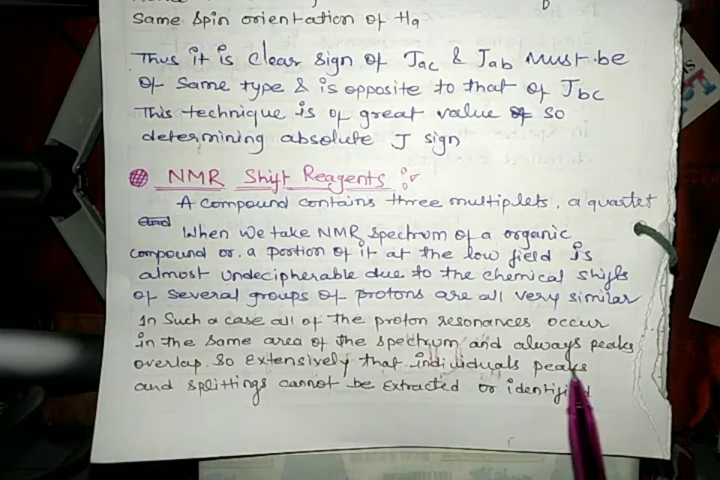 Same Spin orientation of Ha
Thus it is clear sign of Jac & Jab must be
of same type & is opposite to that of Jbc
This technique is of great value of so
determining absolute J sign
NMR Shift Reagents :-
A compound contains three multiplets, a quartet
and When we take NMR spectrum of a organic
compound or a portion of it at the low field is
almost undecipherable due to the chemical shifts
of several groups of protons are all very similar
In Such a case all of the proton resonances occur
in the same area of the spectrum and always peaks
overlap so extensively that individuals peaks
and splittings cannot be extracted or identified